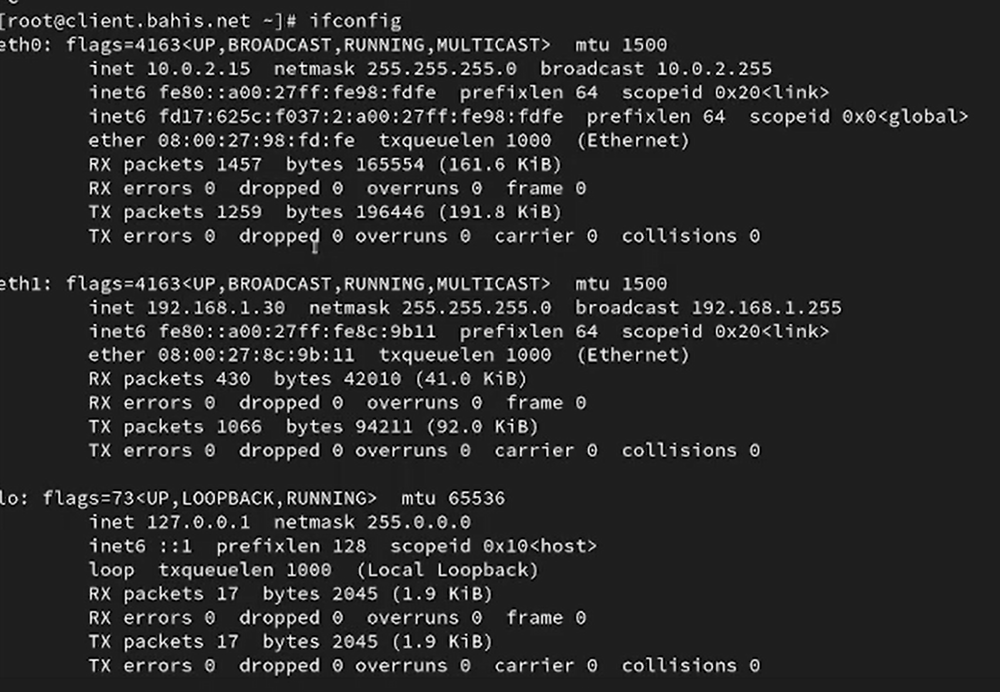 [root@client.bahis.net ~]# ifconfig
eth0: flags=4163<UP,BROADCAST,RUNNING,MULTICAST>  mtu 1500
        inet 10.0.2.15  netmask 255.255.255.0  broadcast 10.0.2.255
        inet6 fe80::a00:27ff:fe98:fdfe  prefixlen 64  scopeid 0x20<link>
        inet6 fd17:625c:f037:2:a00:27ff:fe98:fdfe  prefixlen 64  scopeid 0x0<global>
        ether 08:00:27:98:fd:fe  txqueuelen 1000  (Ethernet)
        RX packets 1457  bytes 165554 (161.6 KiB)
        RX errors 0  dropped 0  overruns 0  frame 0
        TX packets 1259  bytes 196446 (191.8 KiB)
        TX errors 0  dropped 0 overruns 0  carrier 0  collisions 0
eth1: flags=4163<UP,BROADCAST,RUNNING,MULTICAST>  mtu 1500
        inet 192.168.1.30  netmask 255.255.255.0  broadcast 192.168.1.255
        inet6 fe80::a00:27ff:fe8c:9b11  prefixlen 64  scopeid 0x20<link>
        ether 08:00:27:8c:9b:11  txqueuelen 1000  (Ethernet)
        RX packets 430  bytes 42010 (41.0 KiB)
        RX errors 0  dropped 0  overruns 0  frame 0
        TX packets 1066  bytes 94211 (92.0 KiB)
        TX errors 0  dropped 0 overruns 0  carrier 0  collisions 0
lo: flags=73<UP,LOOPBACK,RUNNING>  mtu 65536
        inet 127.0.0.1  netmask 255.0.0.0
        inet6 ::1  prefixlen 128  scopeid 0x10<host>
        loop  txqueuelen 1000  (Local Loopback)
        RX packets 17  bytes 2045 (1.9 KiB)
        RX errors 0  dropped 0  overruns 0  frame 0
        TX packets 17  bytes 2045 (1.9 KiB)
        TX errors 0  dropped 0 overruns 0  carrier 0  collisions 0